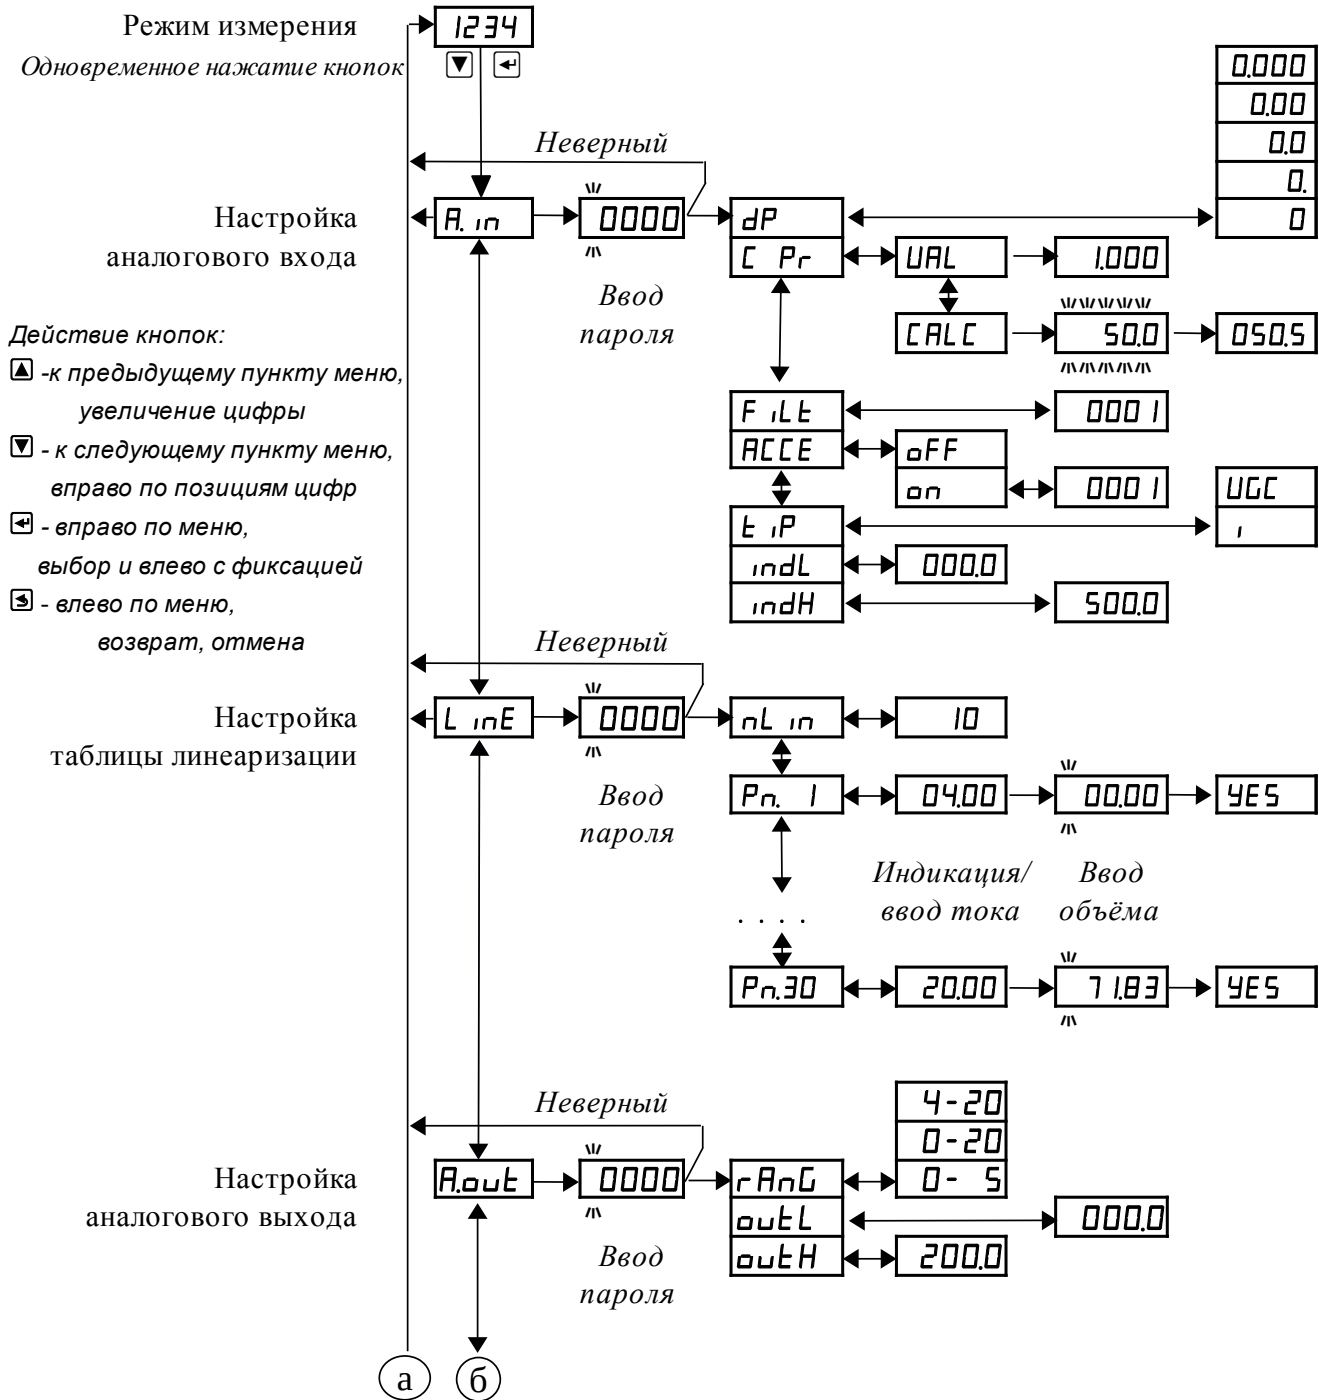 Режим измерения
1234
Одновременное нажатие кнопок
0.000
0.00
0.0
0.
0
Неверный
Настройка
аналогового входа
A. in
0000
dP
C Pr
UAL
1.000
Ввод
пароля
CALC
50.0
050.5
Действие кнопок:
-к предыдущему пункту меню,
увеличение цифры
- к следующему пункту меню,
вправо по позициям цифр
- вправо по меню,
выбор и влево с фиксацией
- влево по меню,
возврат, отмена
FiLt
0001
ACCE
oFF
on
0001
tiP
UGC
i
indL
000.0
indH
500.0
Неверный
Настройка
таблицы линеаризации
LinE
0000
nLin
10
Ввод
пароля
Pn. 1
04.00
00.00
YES
Индикация/
ввод тока
Ввод
объёма
. . . .
Pn.30
20.00
71.83
YES
Неверный
4-20
0-20
0- 5
Настройка
аналогового выхода
A.out
0000
rAnG
outL
000.0
outH
200.0
Ввод
пароля
а
б